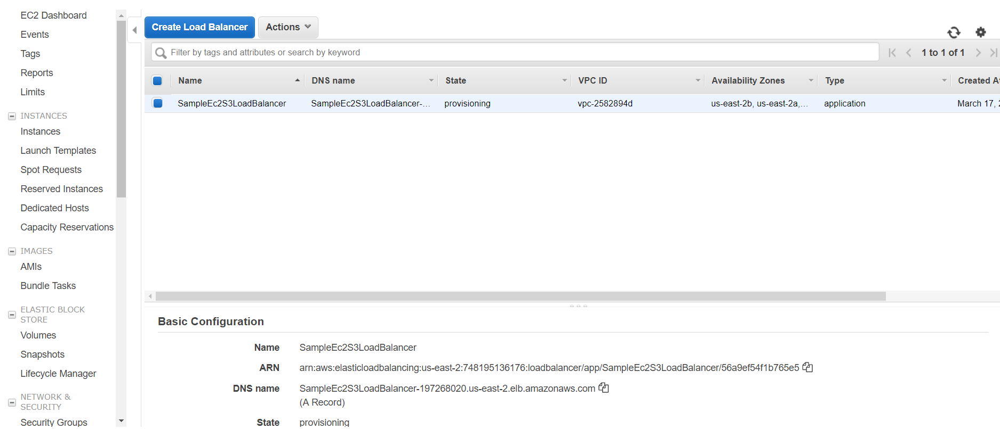 EC2 Dashboard
Events
Tags
Reports
Limits
INSTANCES
Instances
Launch Templates
Spot Requests
Reserved Instances
Dedicated Hosts
Capacity Reservations
IMAGES
AMIs
Bundle Tasks
ELASTIC BLOCK
STORE
Volumes
Snapshots
Lifecycle Manager
NETWORK &
SECURITY
Security Groups
Create Load Balancer Actions
Filter by tags and attributes or search by keyword 1 to 1 of 1
Name DNS name State VPC ID Availability Zones Type Created A
SampleEc2S3LoadBalancer SampleEc2S3LoadBalancer-... provisioning vpc-2582894d us-east-2b, us-east-2a,... application March 17,
Basic Configuration
Name SampleEc2S3LoadBalancer
ARN arn:aws:elasticloadbalancing:us-east-2:748195136176:loadbalancer/app/SampleEc2S3LoadBalancer/56a9ef54f1b765e5
DNS name SampleEc2S3LoadBalancer-197268020.us-east-2.elb.amazonaws.com
(A Record)
State provisioning